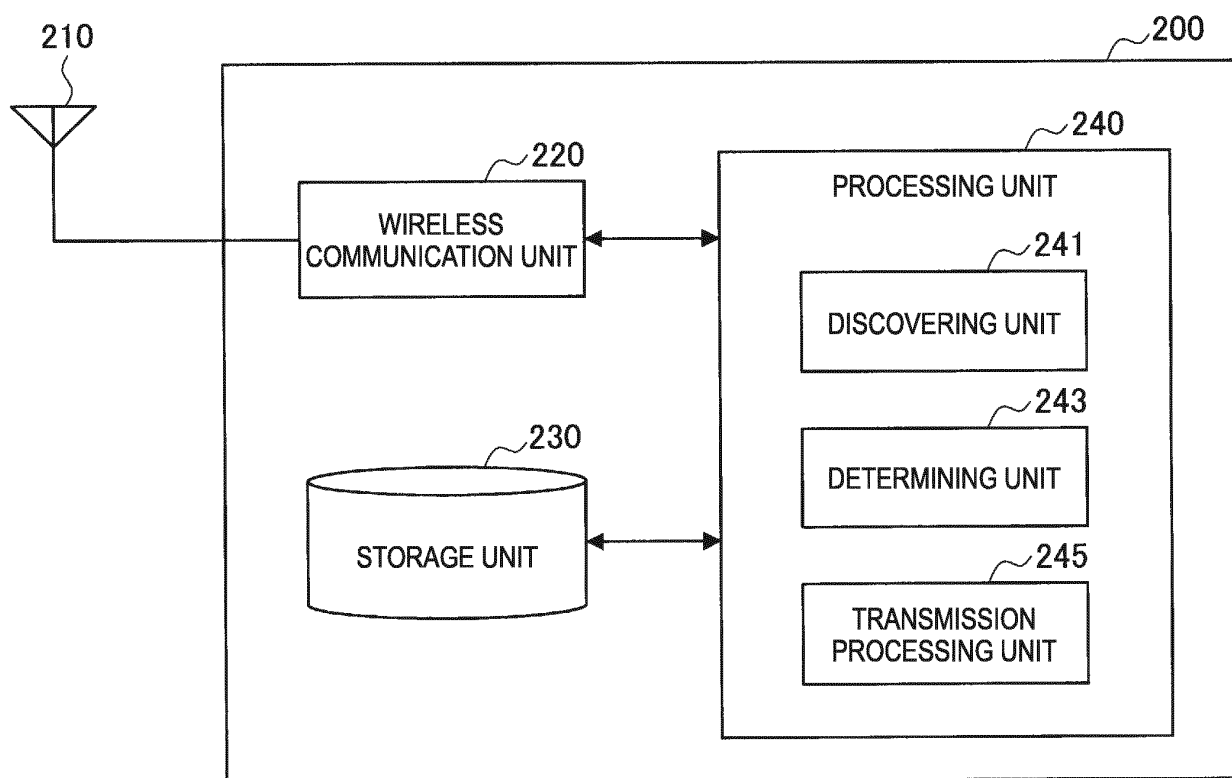 210
200
220
240
WIRELESS
COMMUNICATION UNIT
PROCESSING UNIT
241
DISCOVERING UNIT
230
243
STORAGE UNIT
DETERMINING UNIT
245
TRANSMISSION
PROCESSING UNIT